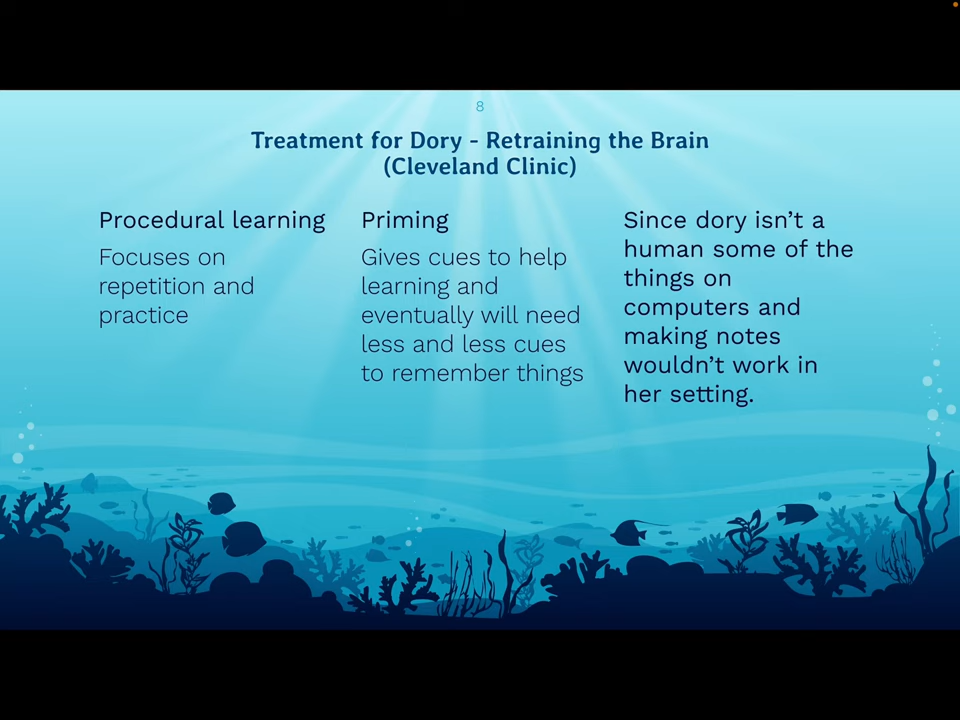 8
Treatment for Dory - Retraining the Brain
(Cleveland Clinic)
Procedural learning
Focuses on
repetition and
practice
Priming
Gives cues to help
learning and
eventually will need
less and less cues
to remember things
Since dory isn't a
human some of the
things on
computers and
making notes
wouldn't work in
her setting.